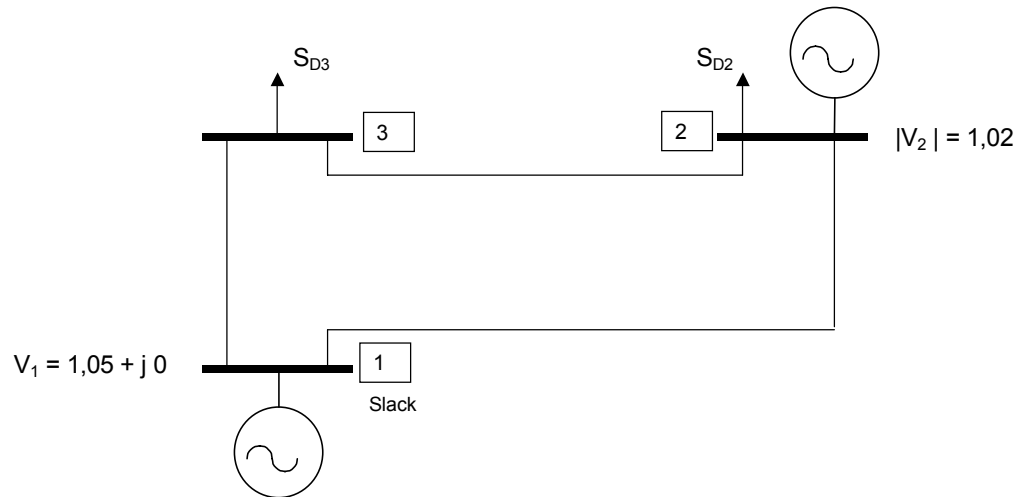 S_D3
S_D2
3
2
|V_2 | = 1,02
V_1 = 1,05 + j 0
1
Slack